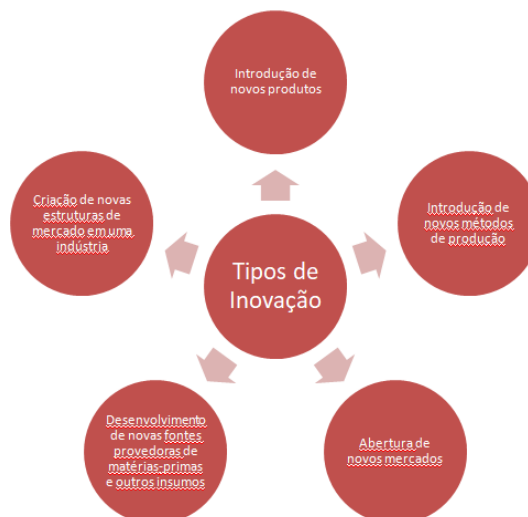 Introdução de
novos produtos
Criação de novas
estruturas de
mercado em uma
indústria
Introdução de
novos métodos
de produção
Tipos de
Inovação
Desenvolvimento
de novas fontes
provedoras de
matérias-primas
e outros insumos
Abertura de
novos mercados